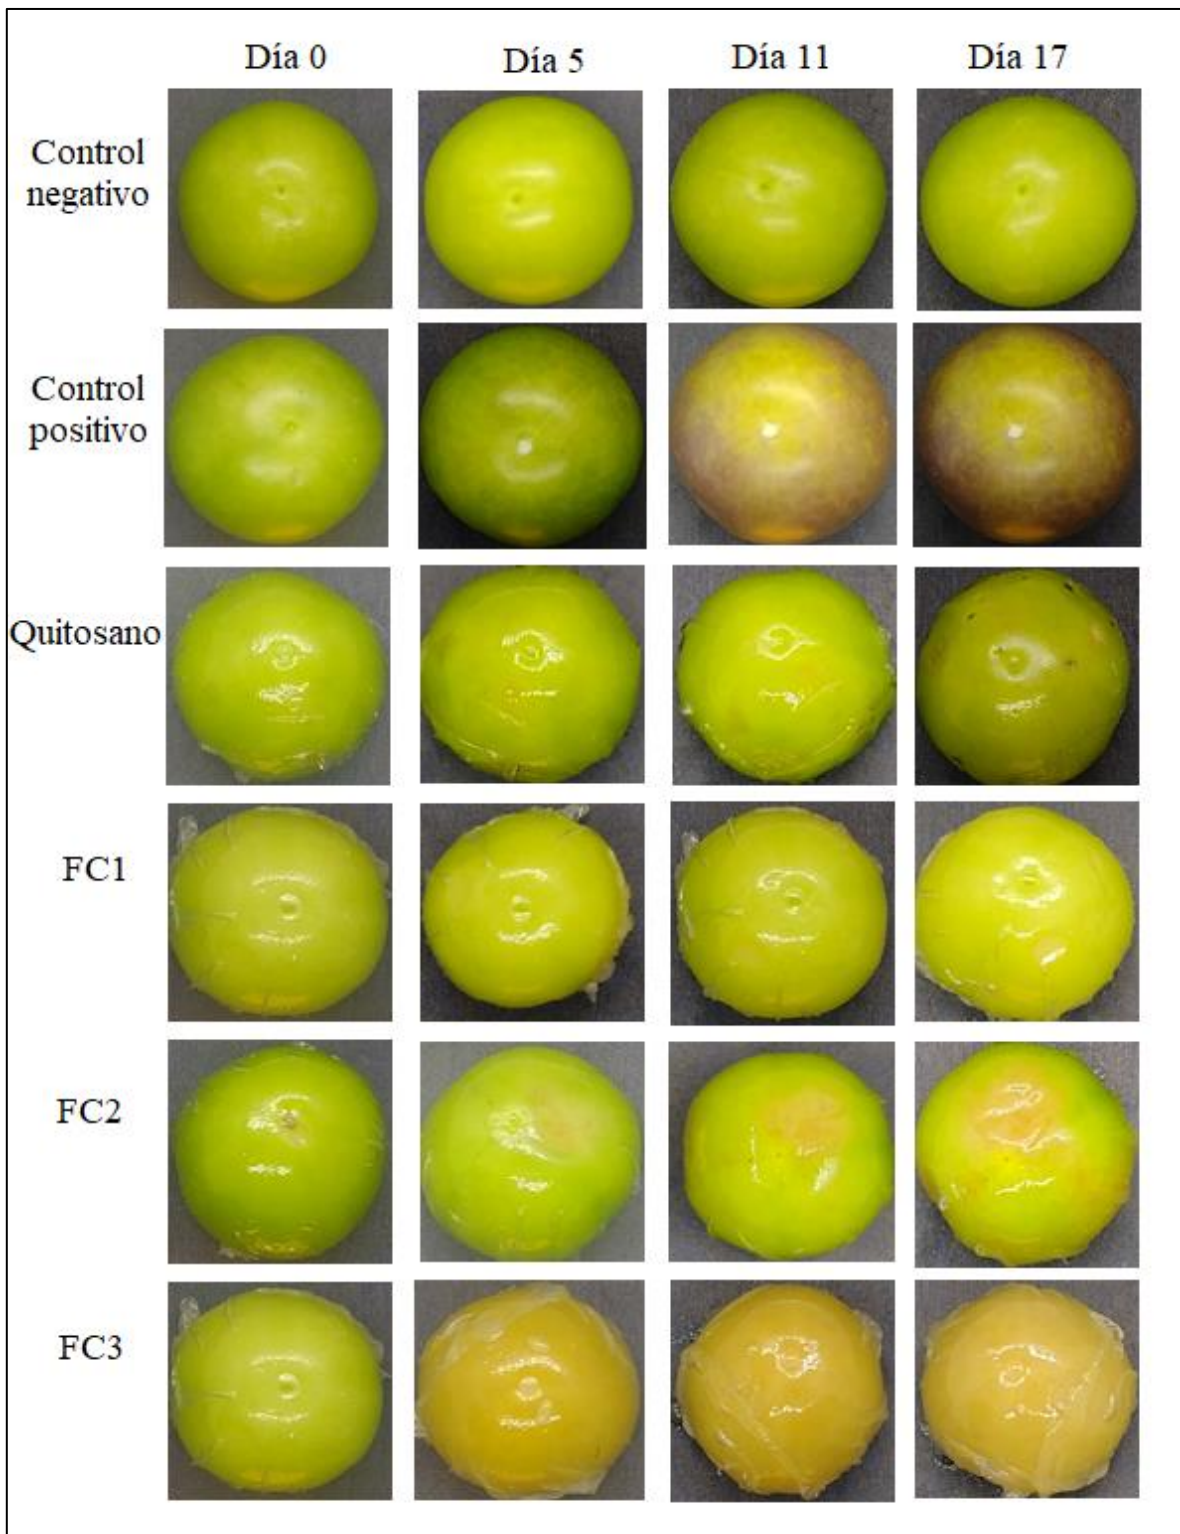 Día 0
Día 5
Día 11
Día 17
Control
negativo
Control
positivo
Quitosano
FC1
FC2
FC3